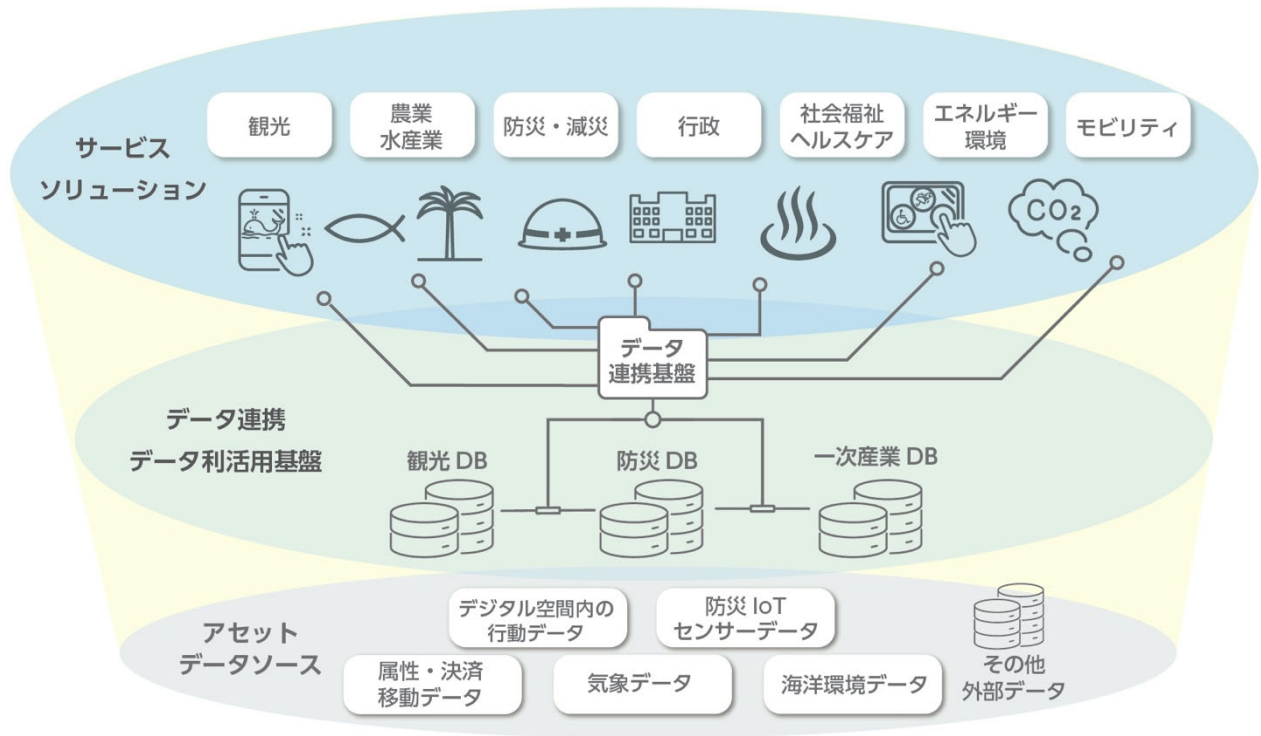 観光
農業
水産業
防災・減災
行政
社会福祉
ヘルスケア
エネルギー
環境
モビリティ
サービス
ソリューション
CO2
データ
連携基盤
データ連携
データ利活用基盤
観光 DB
防災 DB
一次産業 DB
アセット
データソース
デジタル空間内の
行動データ
防災 IoT
センサーデータ
属性・決済
移動データ
気象データ
海洋環境データ
その他
外部データ